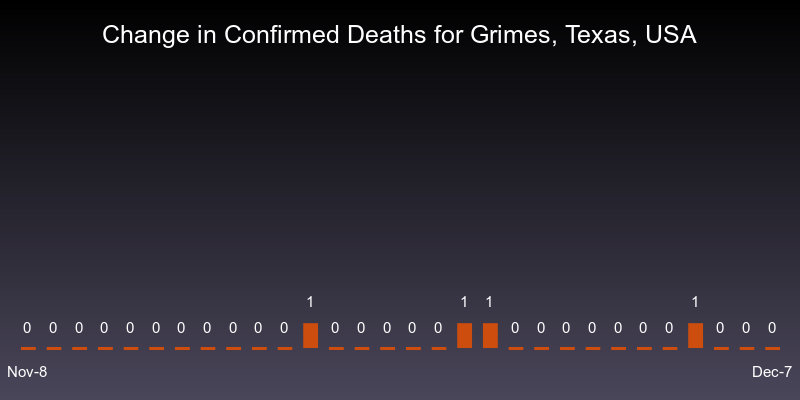 Change in Confirmed Deaths for Grimes, Texas, USA
1 1 1 1
0 0 0 0 0 0 0 0 0 0 0 0 0 0 0 0 0 0 0 0 0 0 0 0 0 0
Nov-8 Dec-7